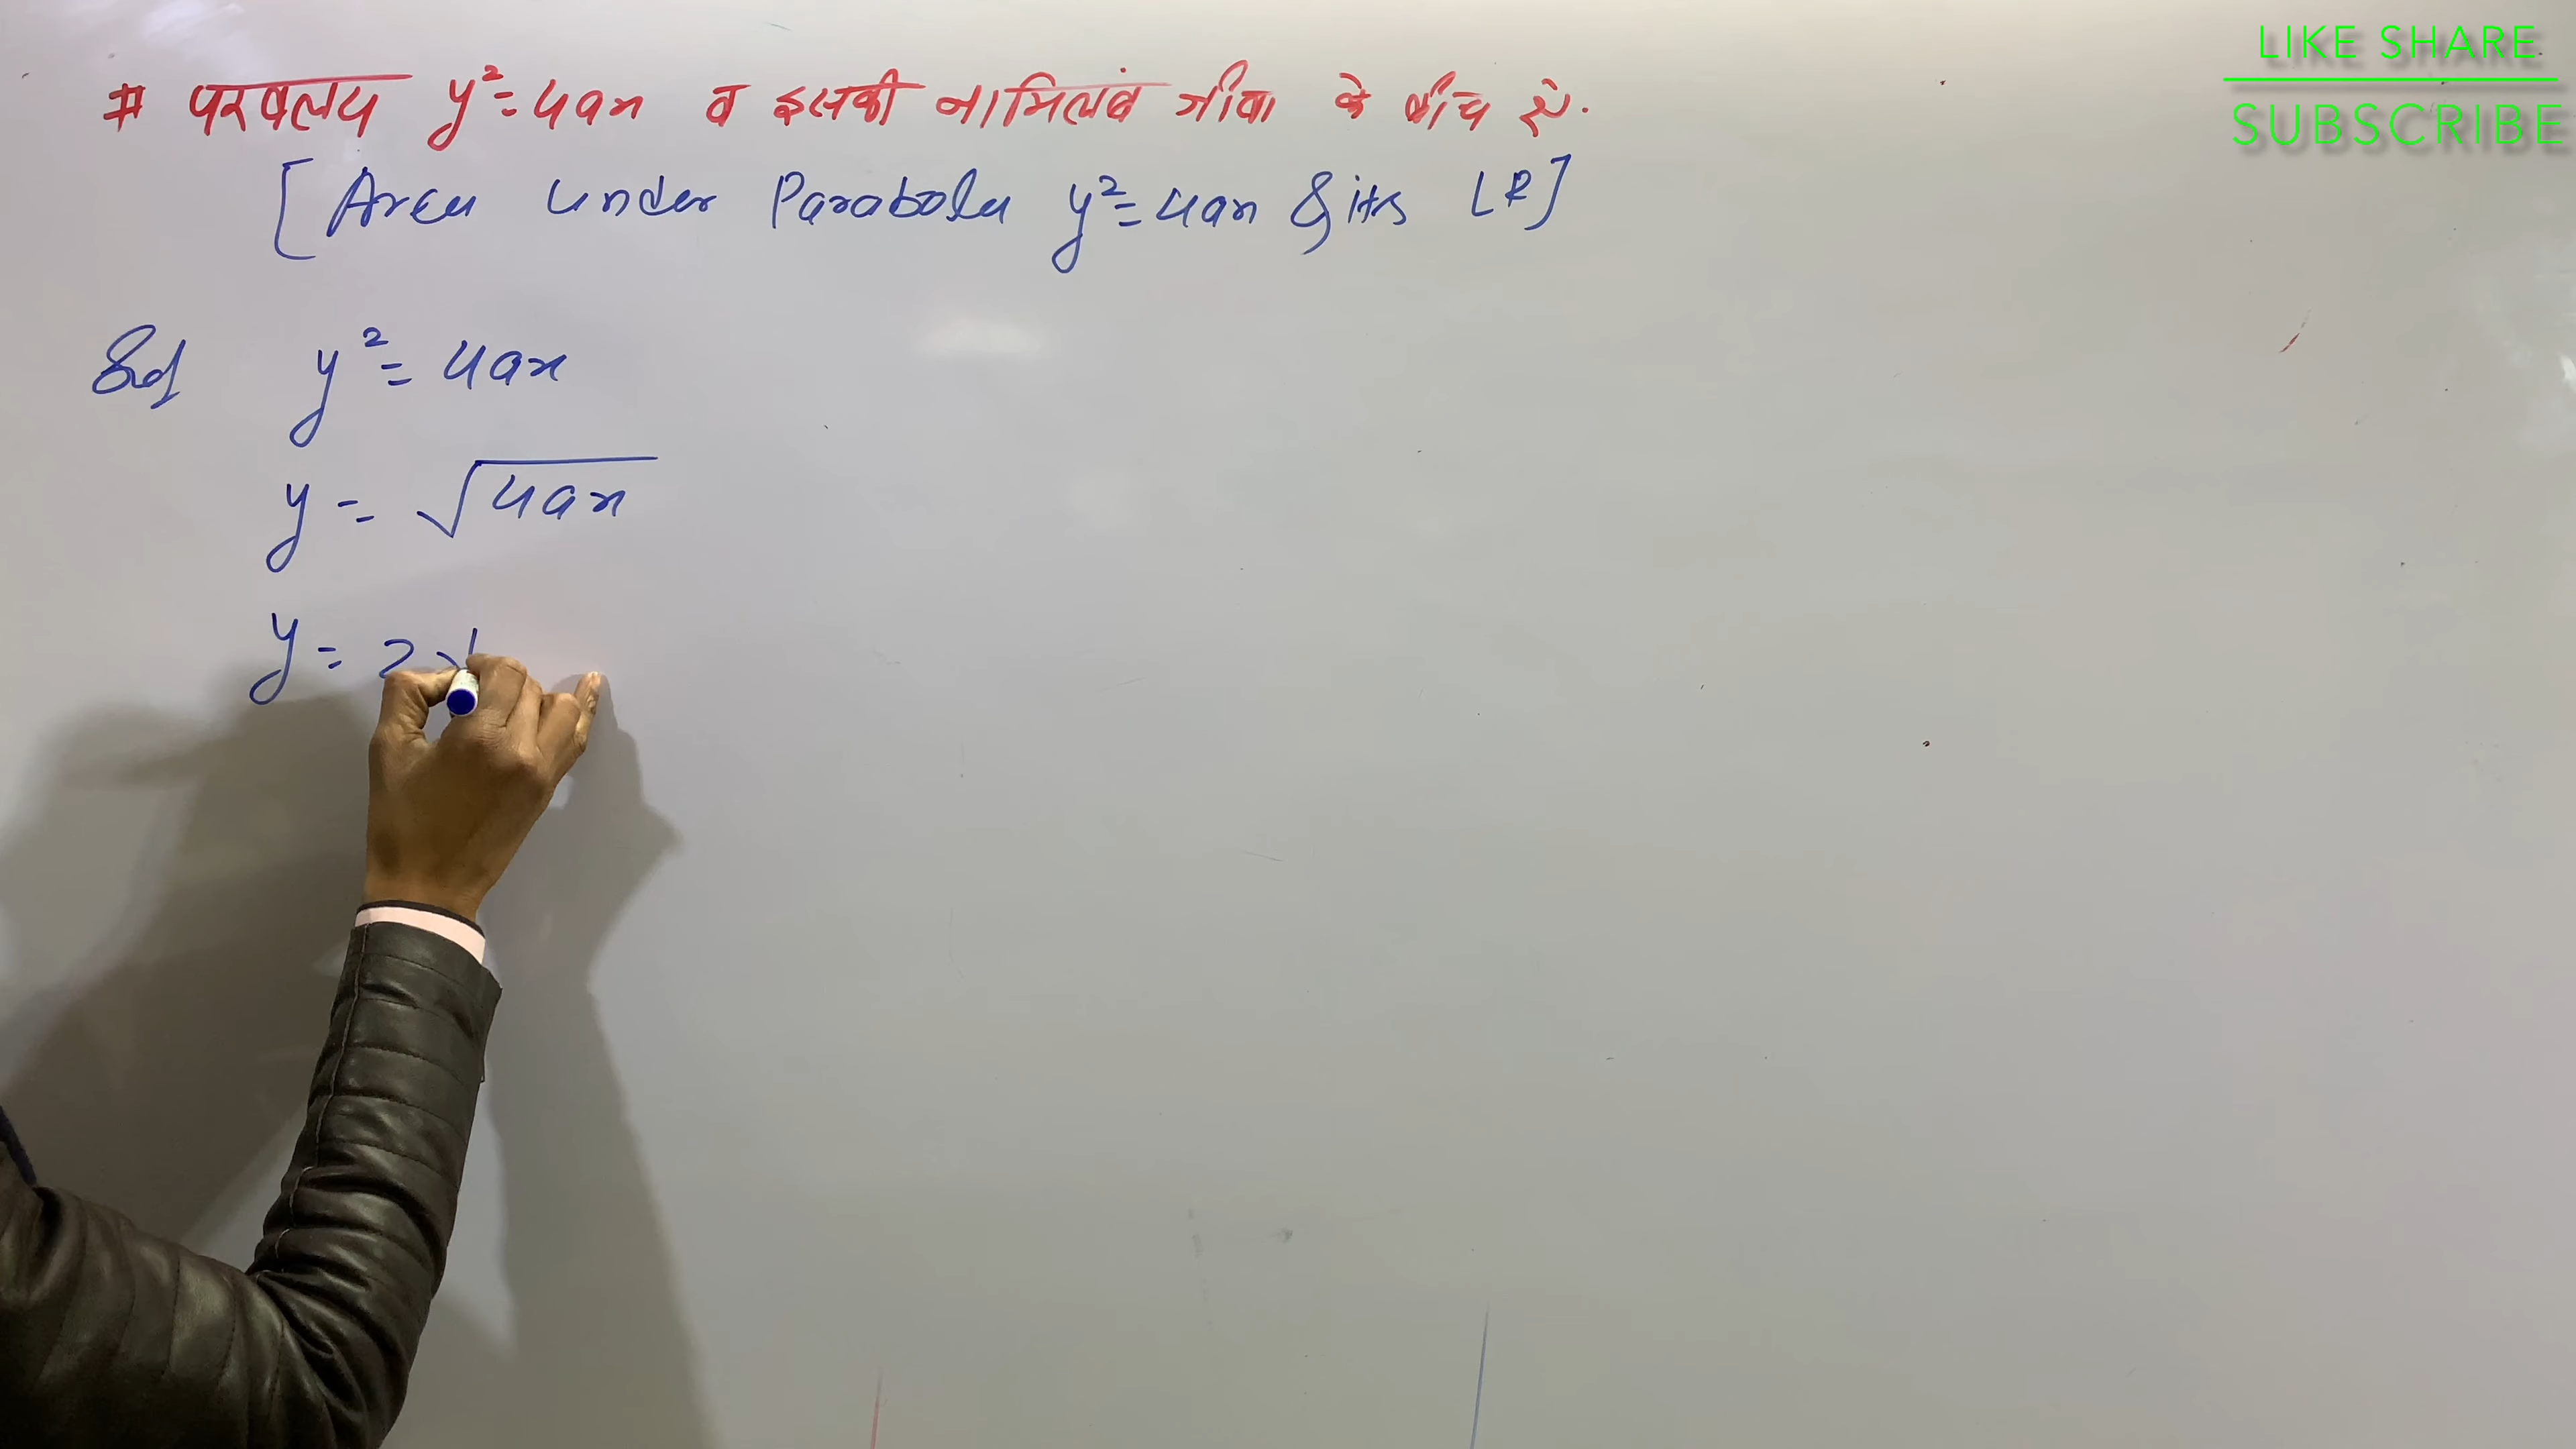 # परवलय y²=4ax व इसकी नाभिलंब जीवा के बीच क्षे.
[Area under Parabola y²=4ax & its LR]
Sol y² = 4ax
y = √4ax
y = 2√
LIKE SHARE
SUBSCRIBE